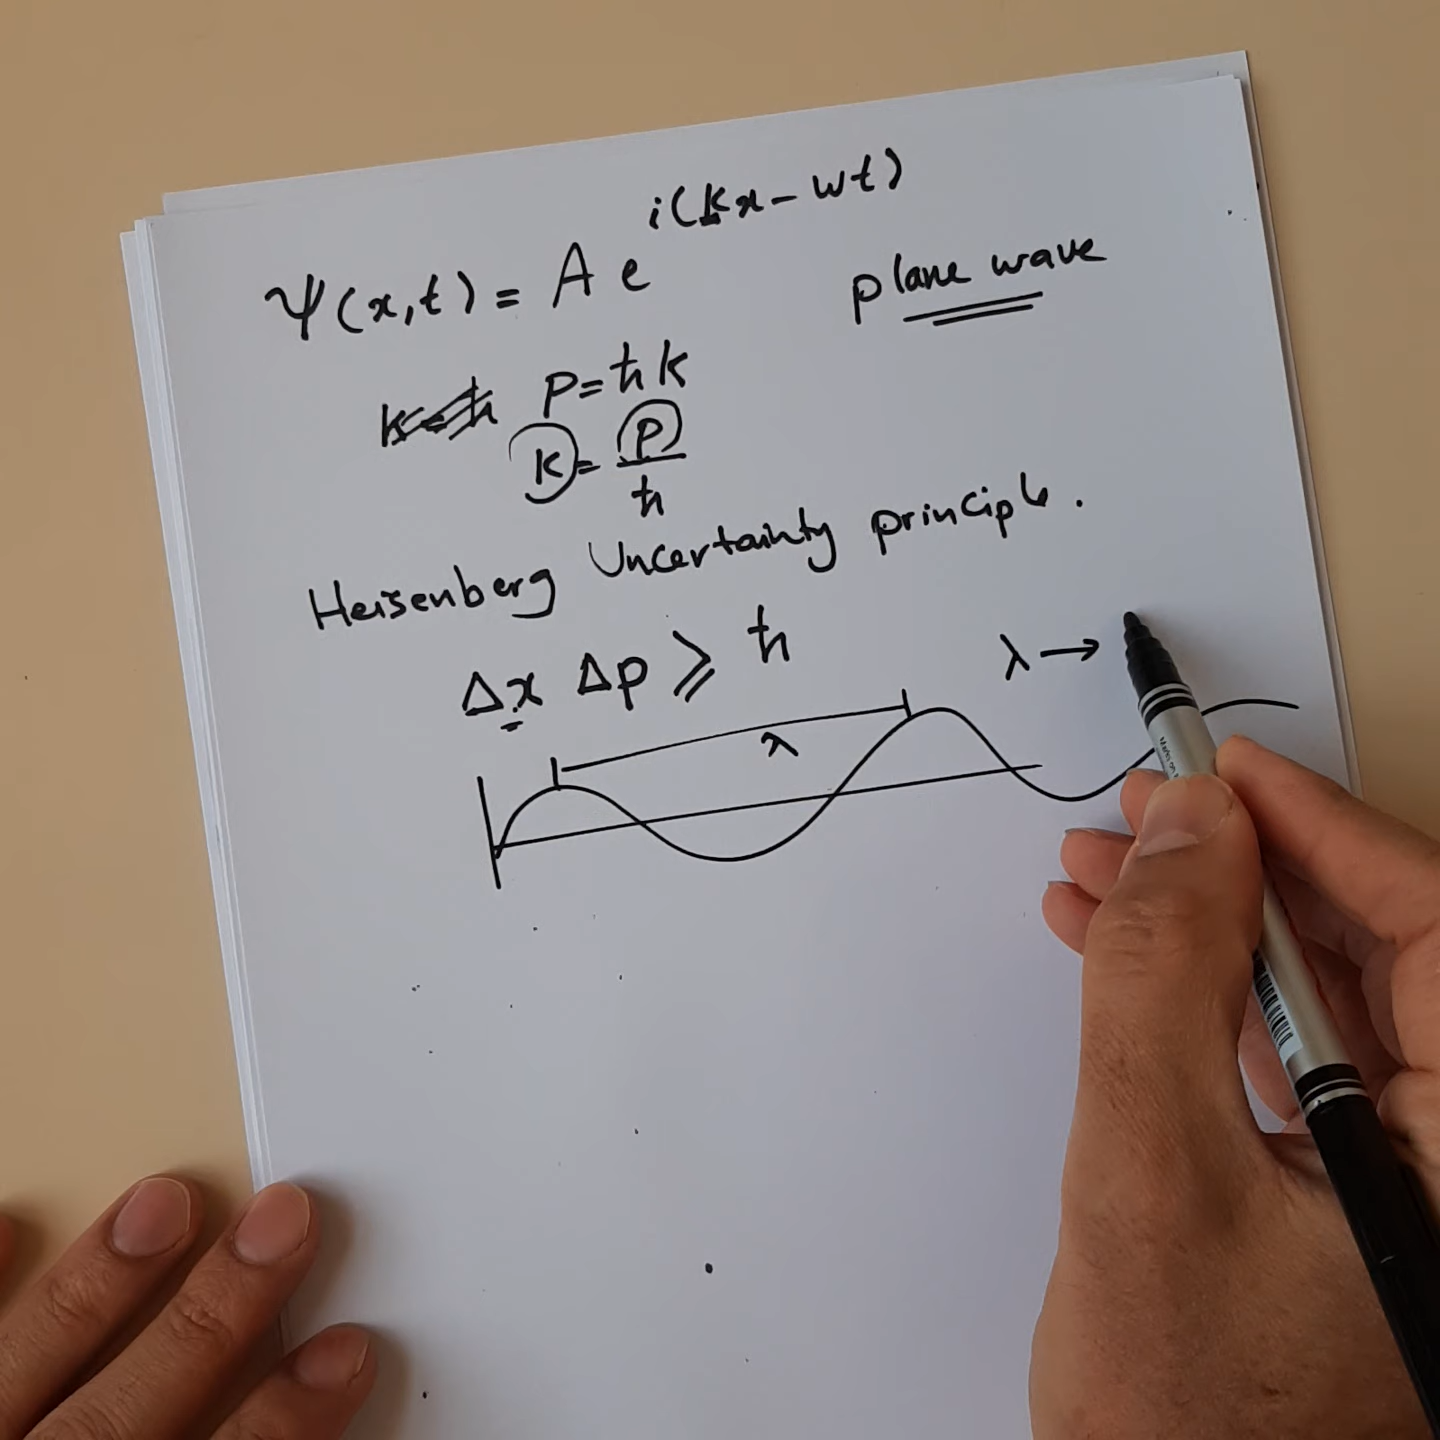 ψ(x,t) = A e^{i(kx-wt)}
plane wave
k=ħ p=ħk
k = p/ħ
Heisenberg Uncertainty principle.
Δx Δp ⩾ ħ
λ →
λ